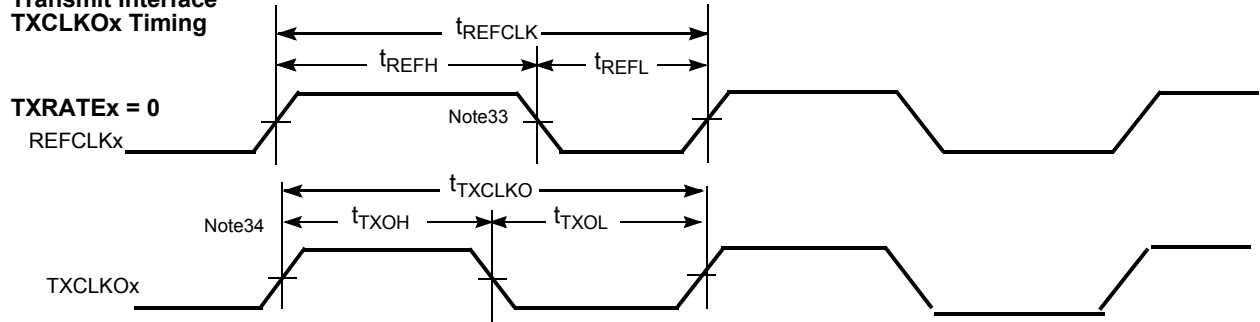 Transmit Interface
TXCLKOx Timing
tREFCLK
tREFH
tREFL
TXRATEx = 0
Note33
REFCLKx
tTXCLKO
Note34
tTXOH
tTXOL
TXCLKOx